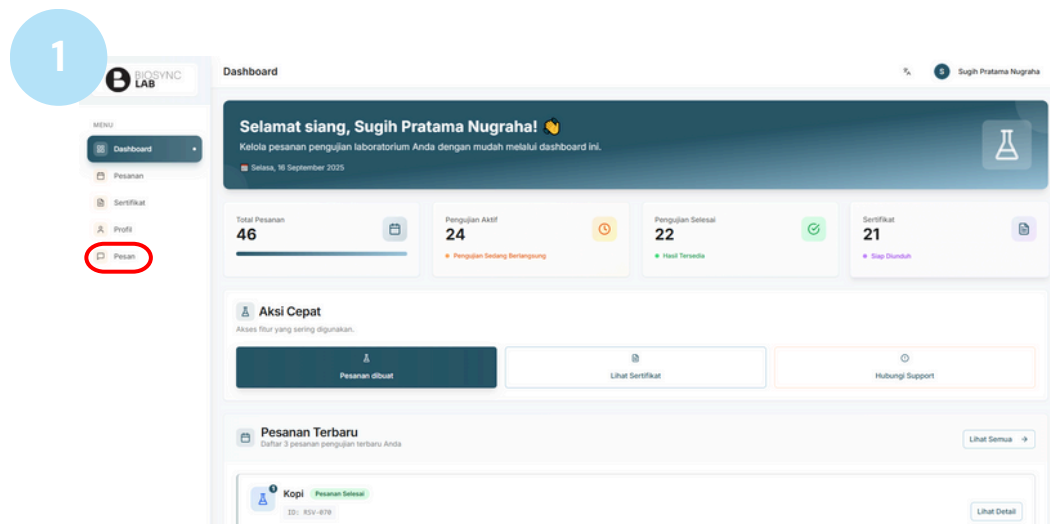 1
BIOSYNC
LAB
Dashboard
S
Sugih Pratama Nugraha
MENU
Dashboard
Pesanan
Sertifikat
Profil
Pesan
Selamat siang, Sugih Pratama Nugraha! 👋
Kelola pesanan pengujian laboratorium Anda dengan mudah melalui dashboard ini.
Selasa, 16 September 2025
Total Pesanan
46
Pengujian Aktif
24
Pengujian Sedang Berlangsung
Pengujian Selesai
22
Hasil Tersedia
Sertifikat
21
Siap Diunduh
Aksi Cepat
Akses fitur yang sering digunakan.
Pesanan dibuat
Lihat Sertifikat
Hubungi Support
Pesanan Terbaru
Daftar 3 pesanan pengujian terbaru Anda
Lihat Semua →
1
Kopi Pesanan Selesai
ID: RSV-070
Lihat Detail